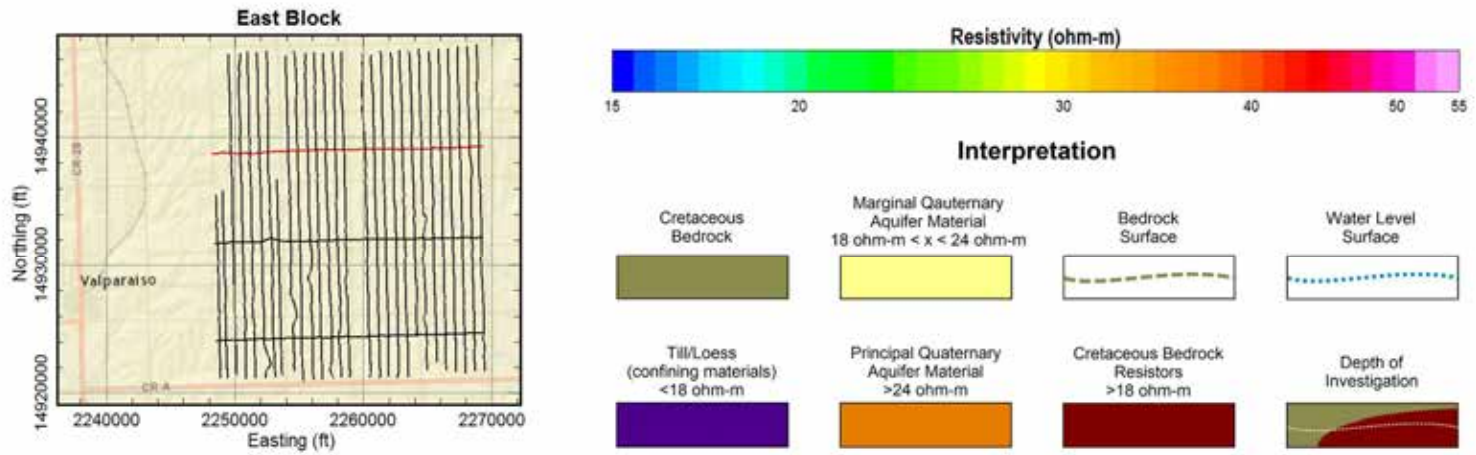 East Block
Northing (ft)
14940000
14930000
14920000
CR-29
Valparaiso
CR A
2240000 2250000 2260000 2270000
Easting (ft)
Resistivity (ohm-m)
15 20 30 40 50 55
Interpretation
Cretaceous
Bedrock
Marginal Qauternary
Aquifer Material
18 ohm-m < x < 24 ohm-m
Bedrock
Surface
Water Level
Surface
Till/Loess
(confining materials)
<18 ohm-m
Principal Quaternary
Aquifer Material
>24 ohm-m
Cretaceous Bedrock
Resistors
>18 ohm-m
Depth of
Investigation